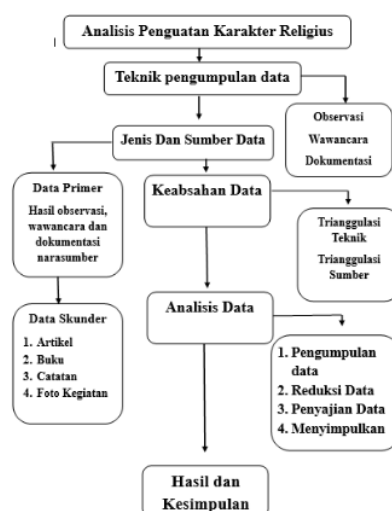 Analisis Penguatan Karakter Religius
Teknik pengumpulan data
Observasi
Wawancara
Dokumentasi
Jenis Dan Sumber Data
Data Primer
Hasil observasi,
wawancara dan
dokumentasi
narasumber
Keabsahan Data
Trianggulasi
Teknik
Trianggulasi
Sumber
Data Skunder
1. Artikel
2. Buku
3. Catatan
4. Foto Kegiatan
Analisis Data
1. Pengumpulan
data
2. Reduksi Data
3. Penyajian Data
4. Menyimpulkan
Hasil dan
Kesimpulan